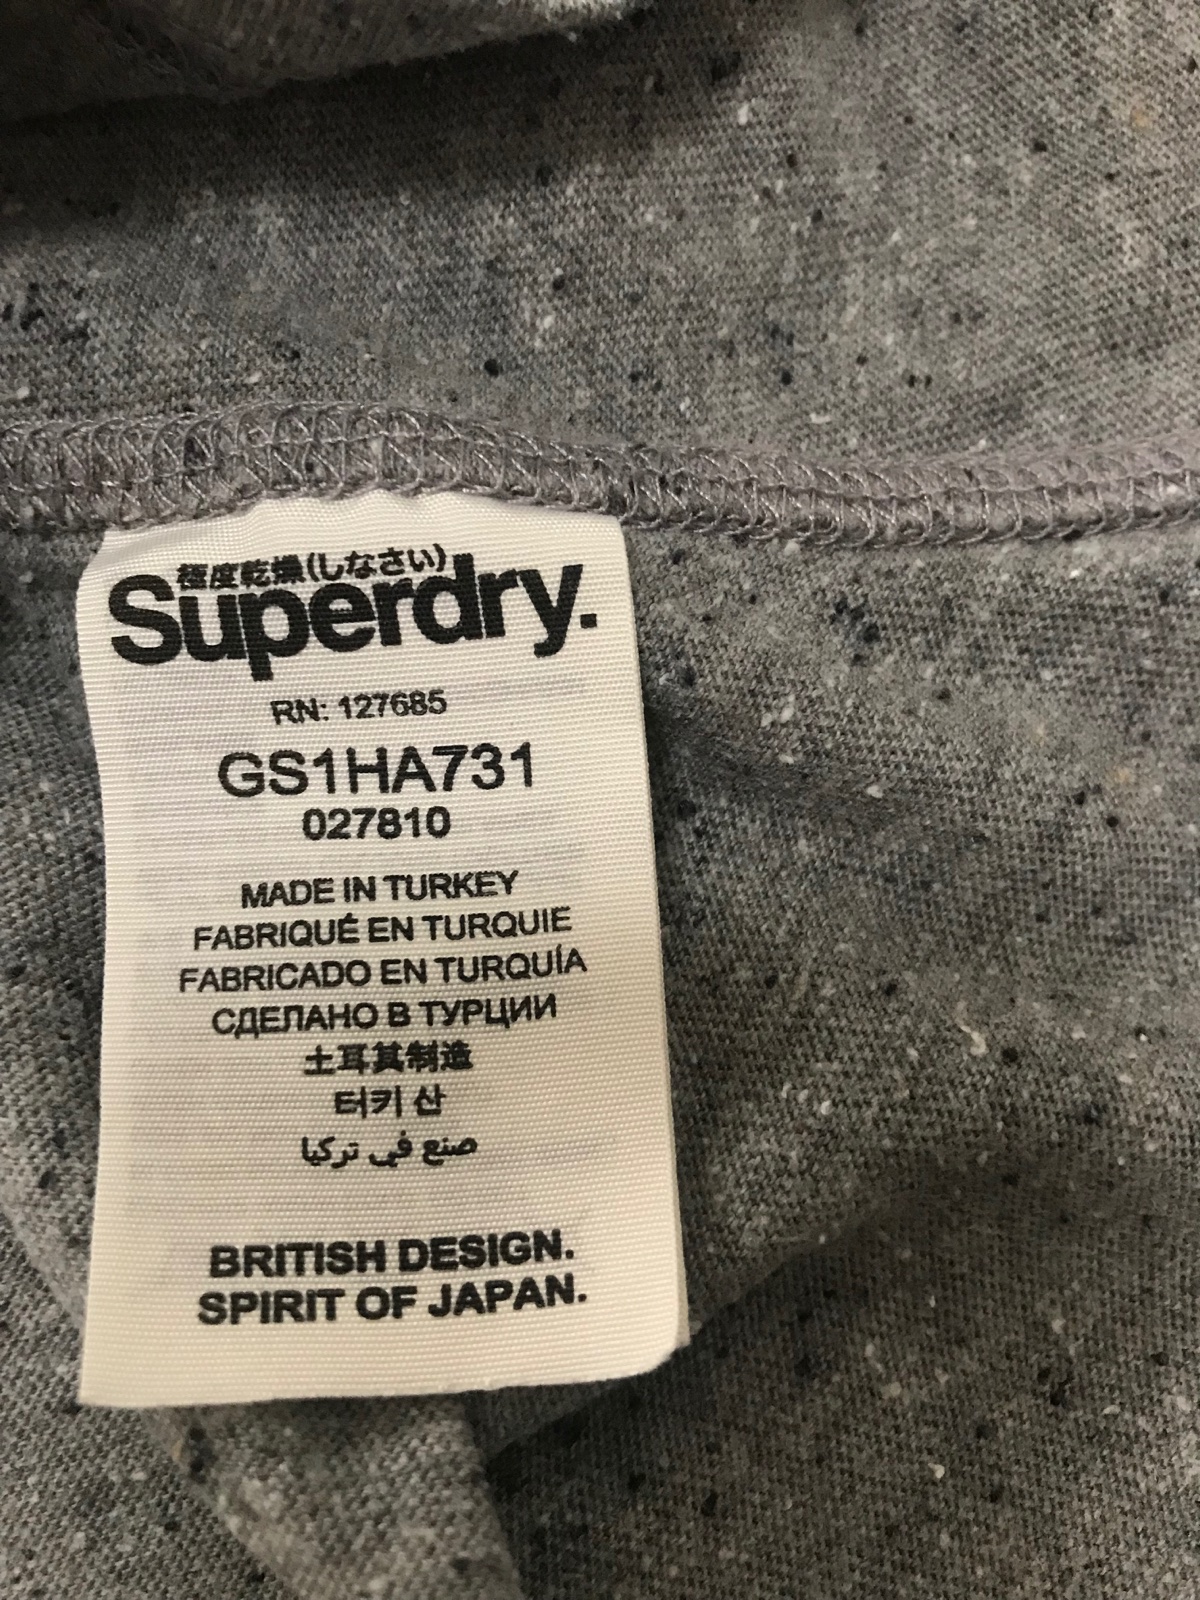 極度乾燥(しなさい)
Superdry.
RN: 127685
GS1HA731
027810
MADE IN TURKEY
FABRIQUÉ EN TURQUIE
FABRICADO EN TURQUÍA
СДЕЛАНО В ТУРЦИИ
土耳其制造
터키 산
صنع في تركيا
BRITISH DESIGN.
SPIRIT OF JAPAN.